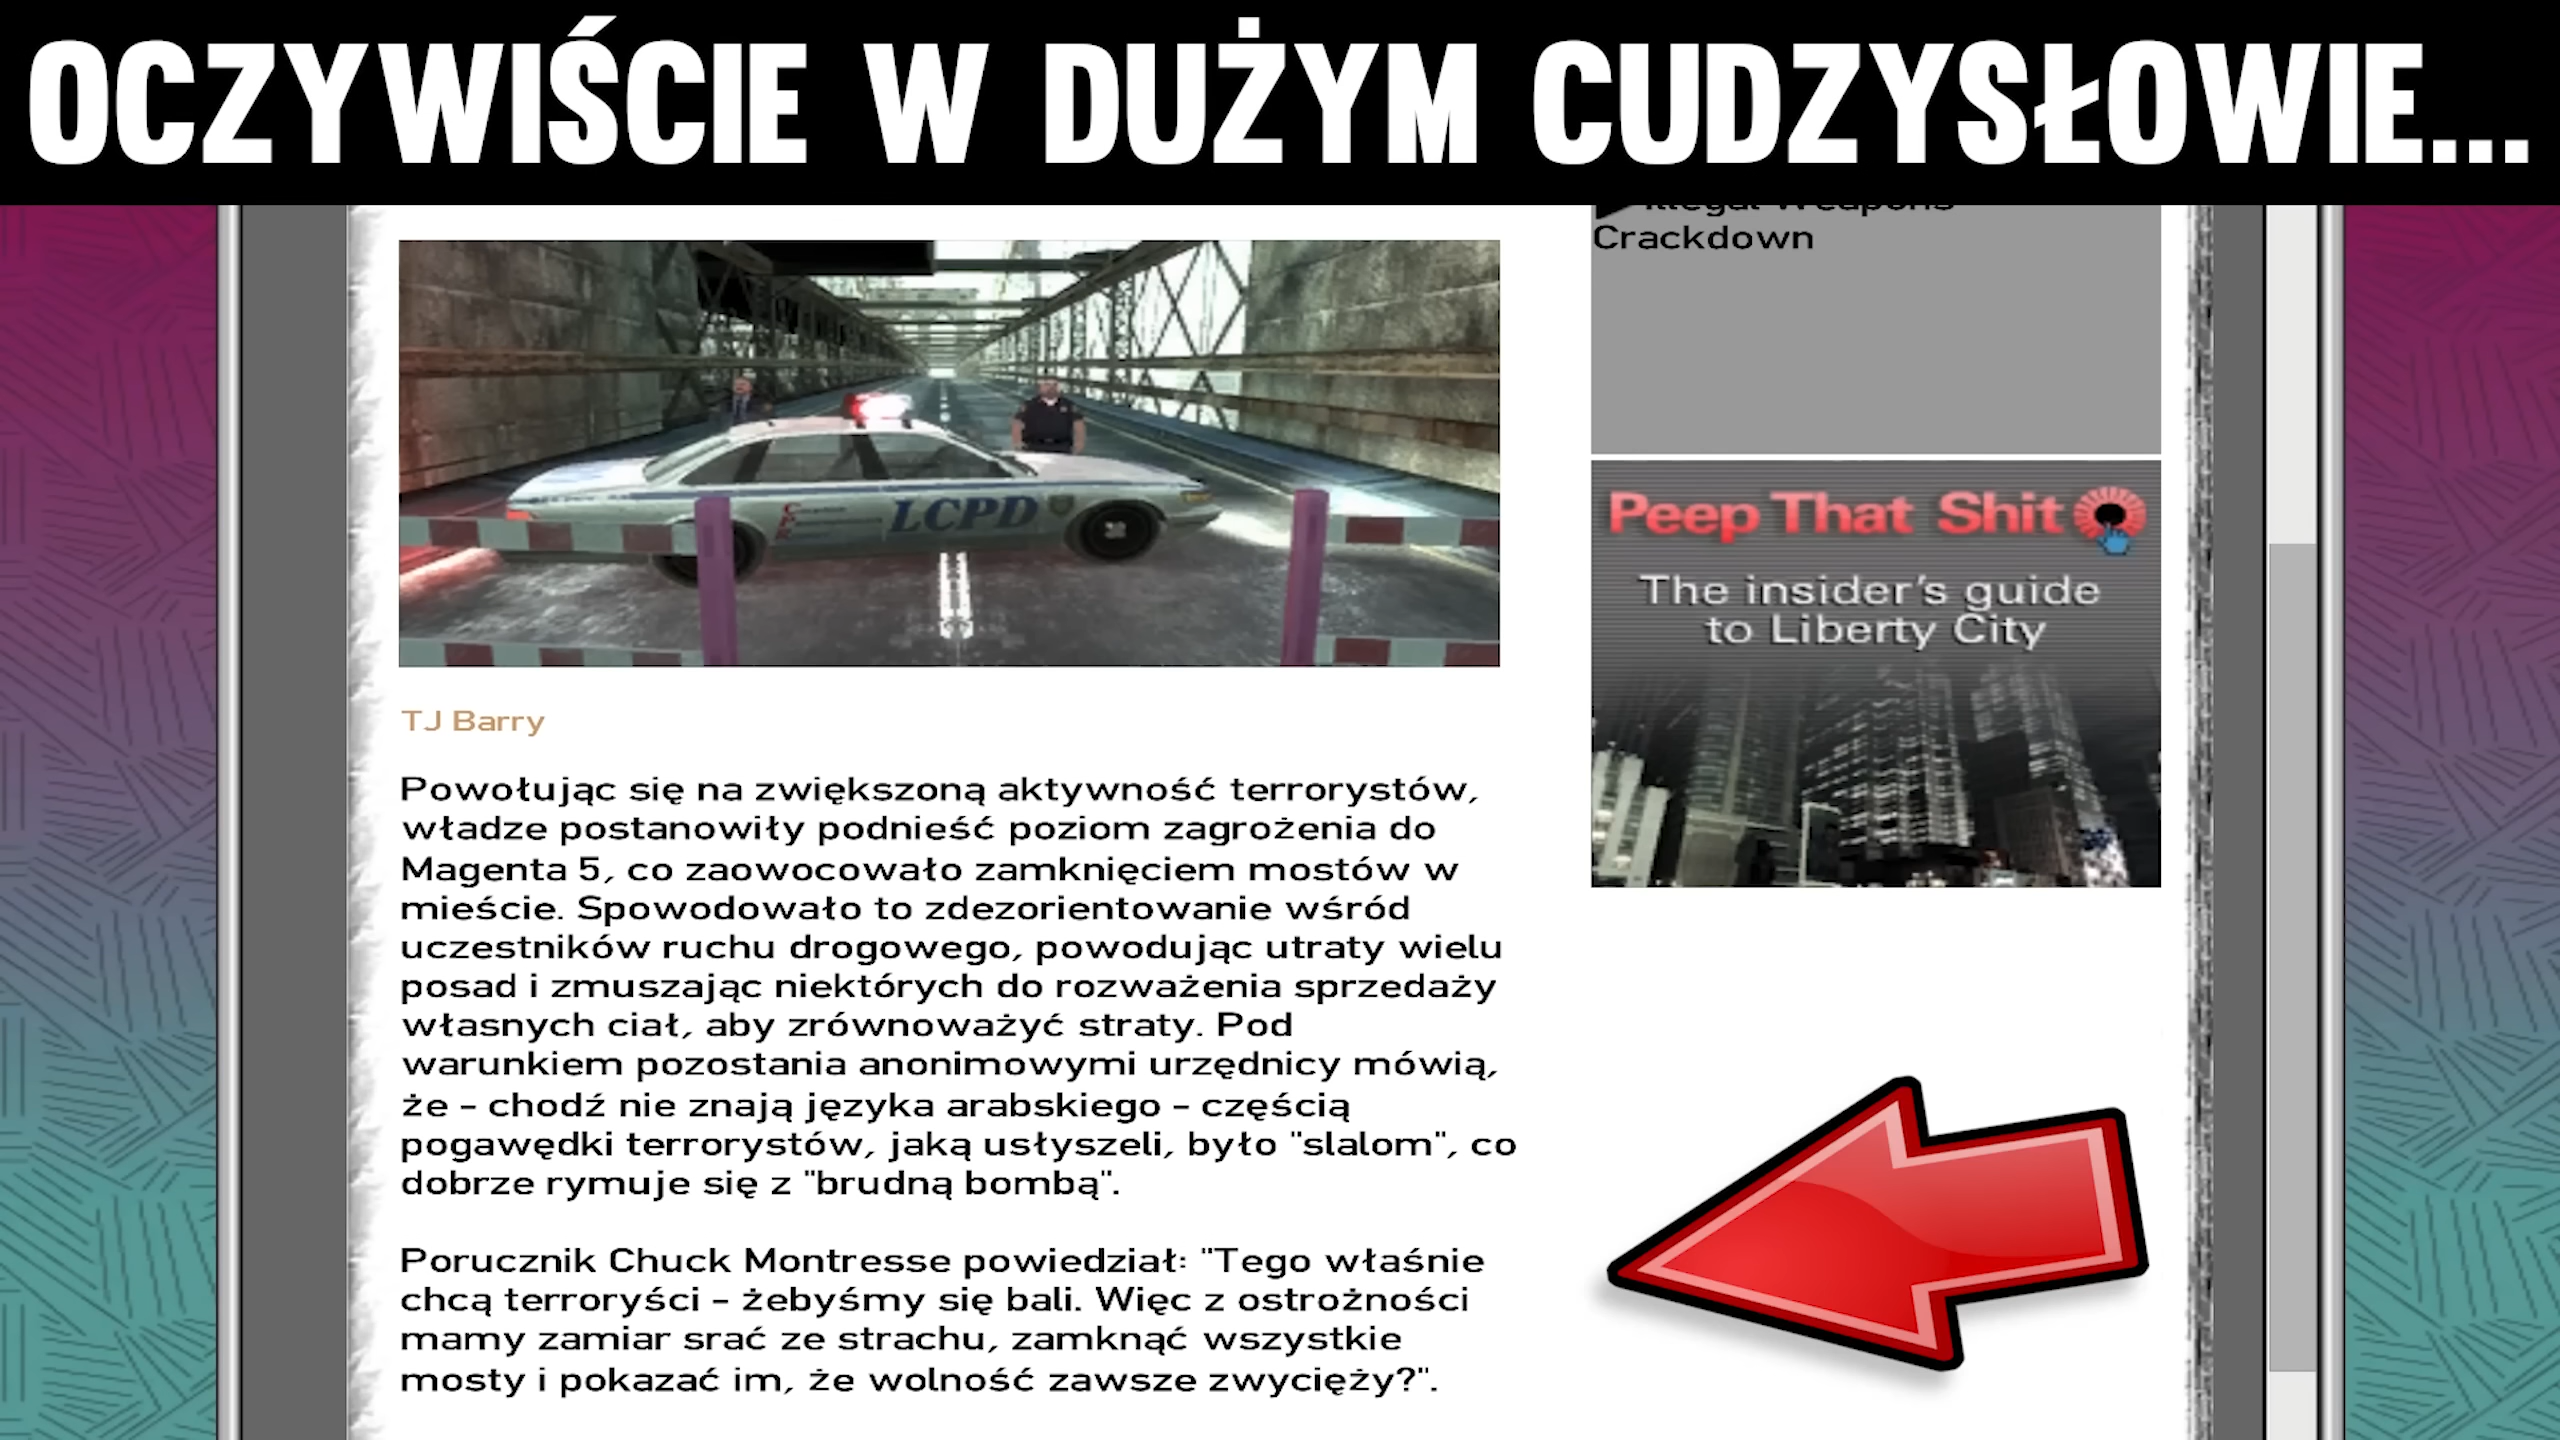 OCZYWIŚCIE W DUŻYM CUDZYSŁOWIE...
Illegal Weapons
Crackdown
LCPD
Peep That Shit
The insider's guide
to Liberty City
TJ Barry
Powołując się na zwiększoną aktywność terrorystów,
władze postanowiły podnieść poziom zagrożenia do
Magenta 5, co zaowocowało zamknięciem mostów w
mieście. Spowodowało to zdezorientowanie wśród
uczestników ruchu drogowego, powodując utraty wielu
posad i zmuszając niektórych do rozważenia sprzedaży
własnych ciał, aby zrównoważyć straty. Pod
warunkiem pozostania anonimowymi urzędnicy mówią,
że - chodź nie znają języka arabskiego - częścią
pogawędki terrorystów, jaką usłyszeli, było "slalom", co
dobrze rymuje się z "brudną bombą".
Porucznik Chuck Montresse powiedział: "Tego właśnie
chcą terroryści - żebyśmy się bali. Więc z ostrożności
mamy zamiar srać ze strachu, zamknąć wszystkie
mosty i pokazać im, że wolność zawsze zwycięży?".